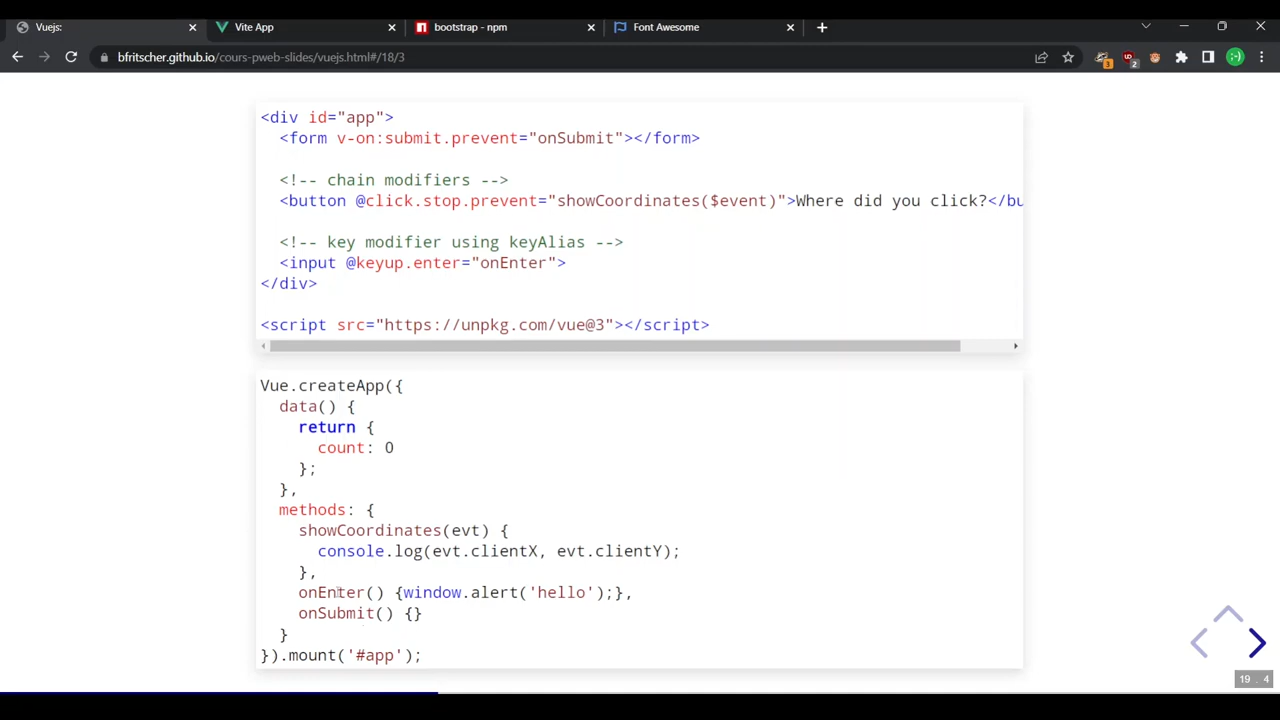 Vuejs:
Vite App
bootstrap - npm
Font Awesome
bfritscher.github.io/cours-pweb-slides/vuejs.html#/18/3
3
2
:-)
<div id="app">
  <form v-on:submit.prevent="onSubmit"></form>
  <!-- chain modifiers -->
  <button @click.stop.prevent="showCoordinates($event)">Where did you click?</bu
  <!-- key modifier using keyAlias -->
  <input @keyup.enter="onEnter">
</div>
<script src="https://unpkg.com/vue@3"></script>
Vue.createApp({
  data() {
    return {
      count: 0
    };
  },
  methods: {
    showCoordinates(evt) {
      console.log(evt.clientX, evt.clientY);
    },
    onEnter() {window.alert('hello');},
    onSubmit() {}
  }
}).mount('#app');
19 . 4